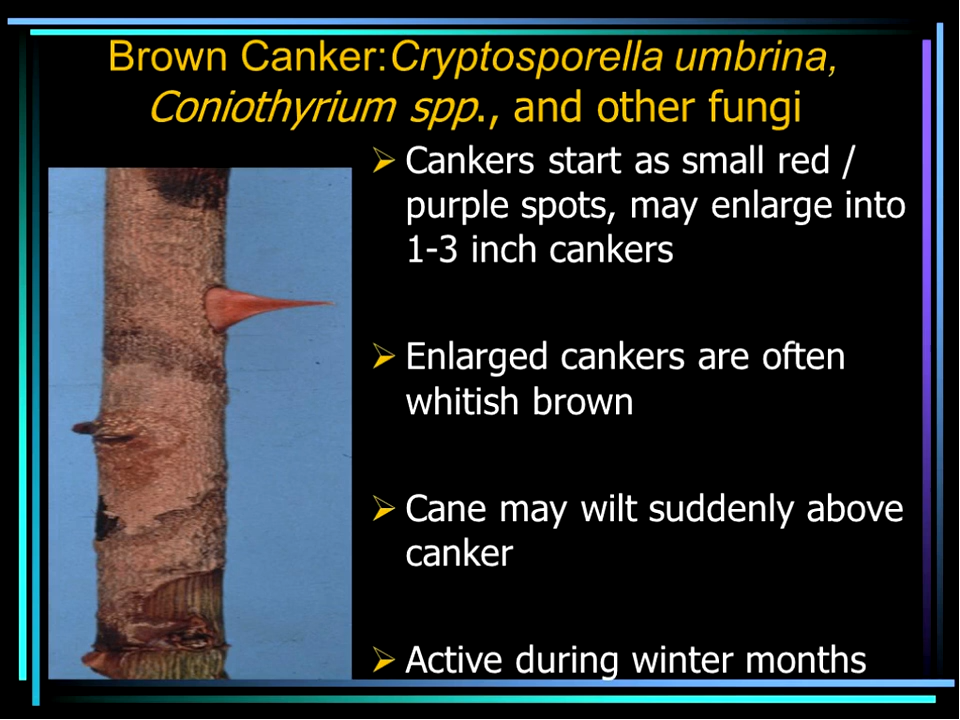 Brown Canker:Cryptosporella umbrina,
Coniothyrium spp., and other fungi
➢ Cankers start as small red /
purple spots, may enlarge into
1-3 inch cankers
➢ Enlarged cankers are often
whitish brown
➢ Cane may wilt suddenly above
canker
➢ Active during winter months